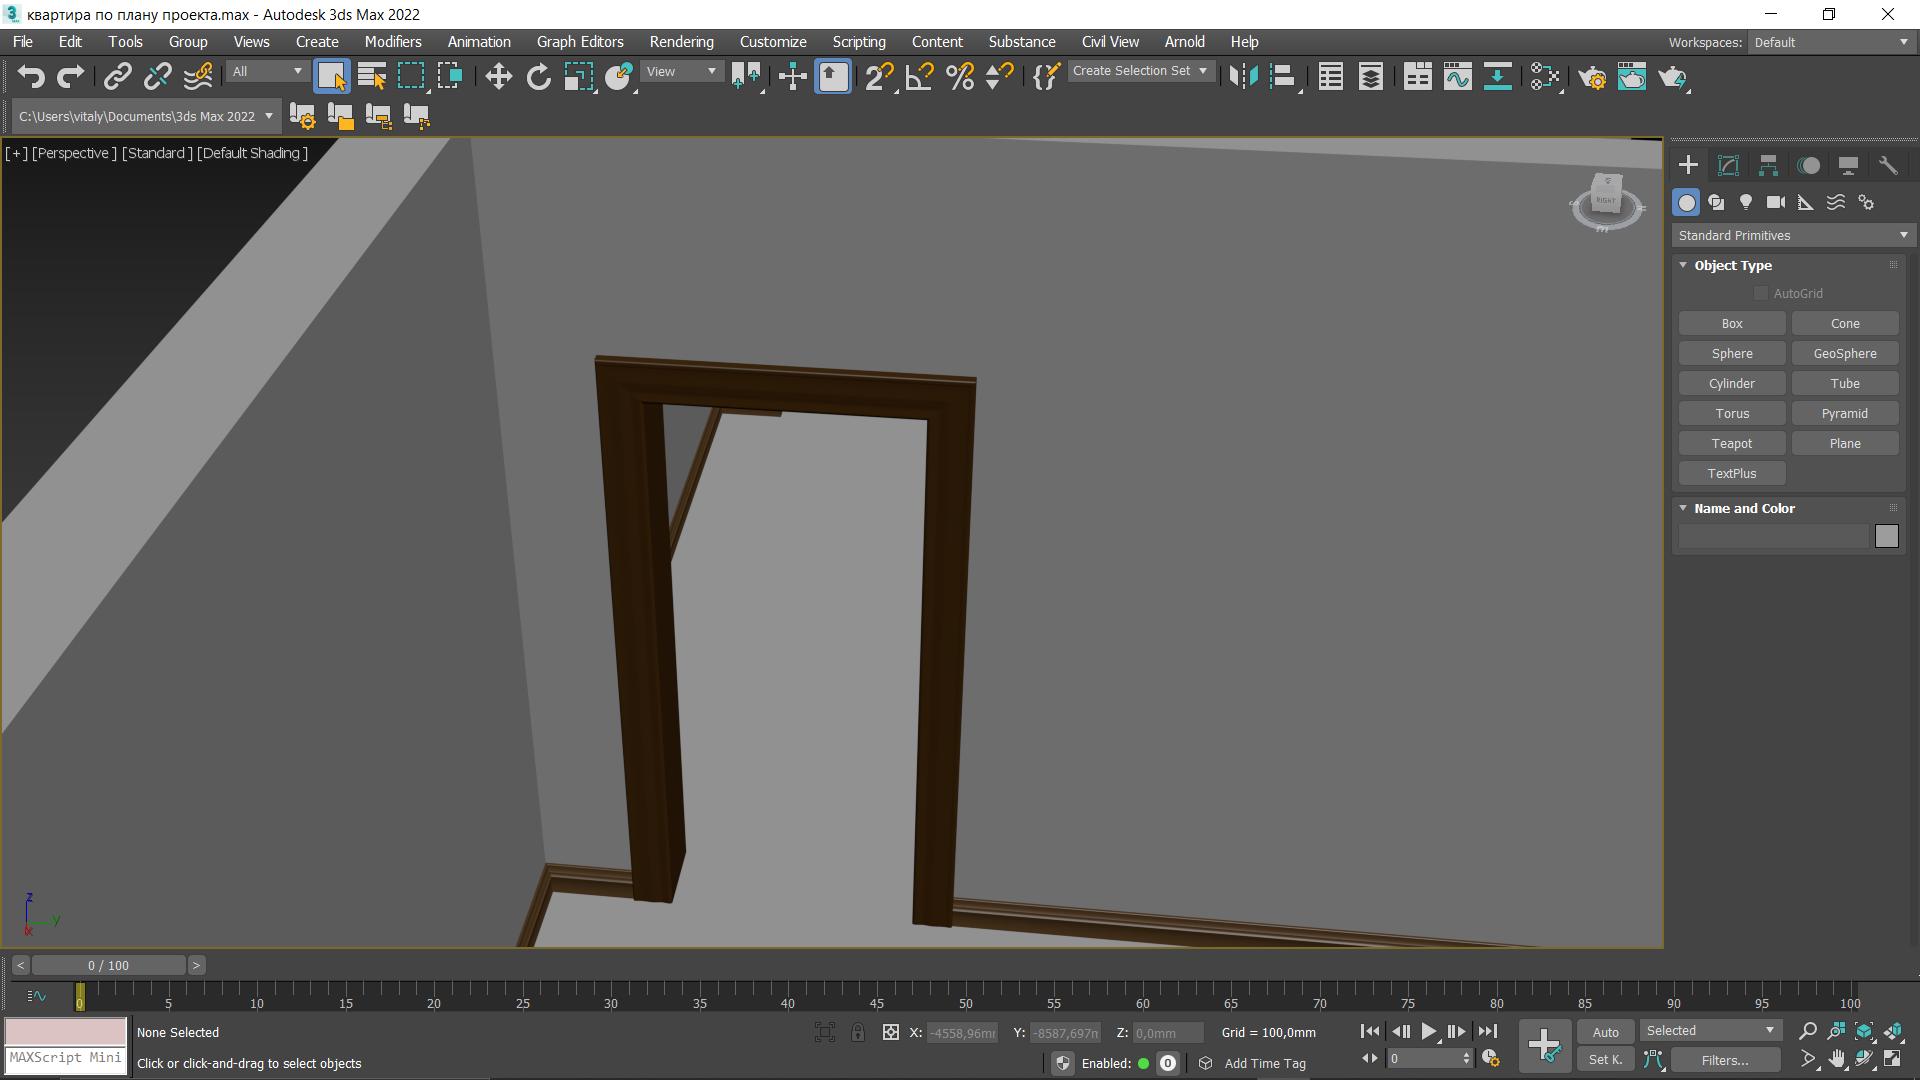 квартира по плану проекта.max - Autodesk 3ds Max 2022
File Edit Tools Group Views Create Modifiers Animation Graph Editors Rendering Customize Scripting Content Substance Civil View Arnold Help
Workspaces: Default
All
View
Create Selection Set
C:\Users\vitaly\Documents\3ds Max 2022
[+] [Perspective ] [Standard ] [Default Shading ]
RIGHT
Standard Primitives
Object Type
AutoGrid
Box Cone
Sphere GeoSphere
Cylinder Tube
Torus Pyramid
Teapot Plane
TextPlus
Name and Color
z
y
x
< 0 / 100 >
0 5 10 15 20 25 30 35 40 45 50 55 60 65 70 75 80 85 90 95 100
None Selected
X: -4558,96m Y: -8587,697 Z: 0,0mm Grid = 100,0mm
Auto Selected
MAXScript Mini
Click or click-and-drag to select objects
Enabled: 0 Add Time Tag
0
Set K. Filters...